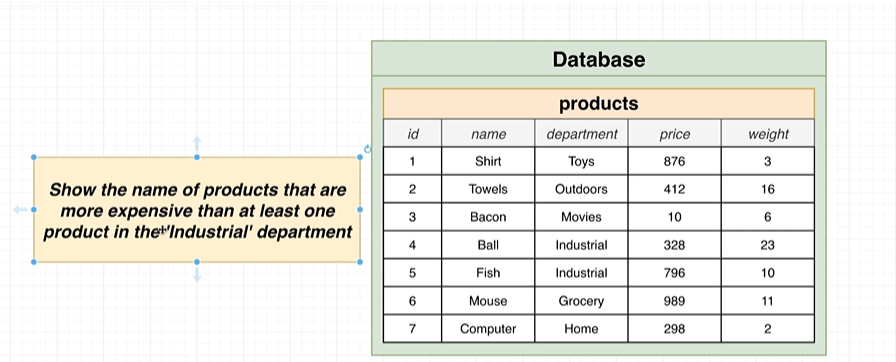 Database
products
id name department price weight
1 Shirt Toys 876 3
2 Towels Outdoors 412 16
3 Bacon Movies 10 6
4 Ball Industrial 328 23
5 Fish Industrial 796 10
6 Mouse Grocery 989 11
7 Computer Home 298 2
Show the name of products that are
more expensive than at least one
product in the 'Industrial' department